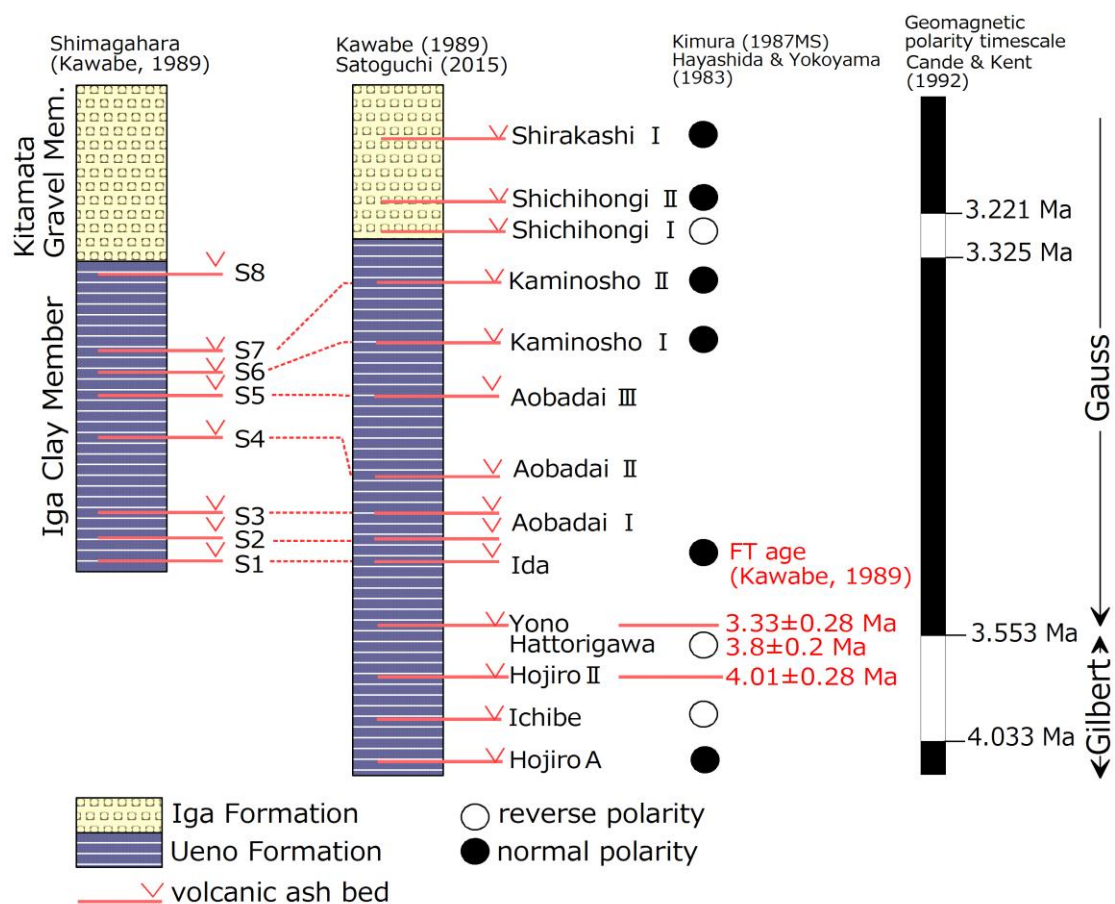 Shimagahara
(Kawabe, 1989)
Kawabe (1989)
Satoguchi (2015)
Kimura (1987MS)
Hayashida & Yokoyama
(1983)
Geomagnetic
polarity timescale
Cande & Kent
(1992)
Kitamata
Gravel Mem.
Iga Clay Member
S8
S7
S6
S5
S4
S3
S2
S1
Shirakashi Ⅰ
Shichihongi Ⅱ
Shichihongi Ⅰ
Kaminosho Ⅱ
Kaminosho Ⅰ
Aobadai Ⅲ
Aobadai Ⅱ
Aobadai Ⅰ
Ida
Yono
Hattorigawa
Hojiro Ⅱ
Ichibe
Hojiro A
FT age
(Kawabe, 1989)
3.33±0.28 Ma
3.8±0.2 Ma
4.01±0.28 Ma
3.221 Ma
3.325 Ma
3.553 Ma
4.033 Ma
Gauss
Gilbert
Iga Formation
Ueno Formation
volcanic ash bed
reverse polarity
normal polarity